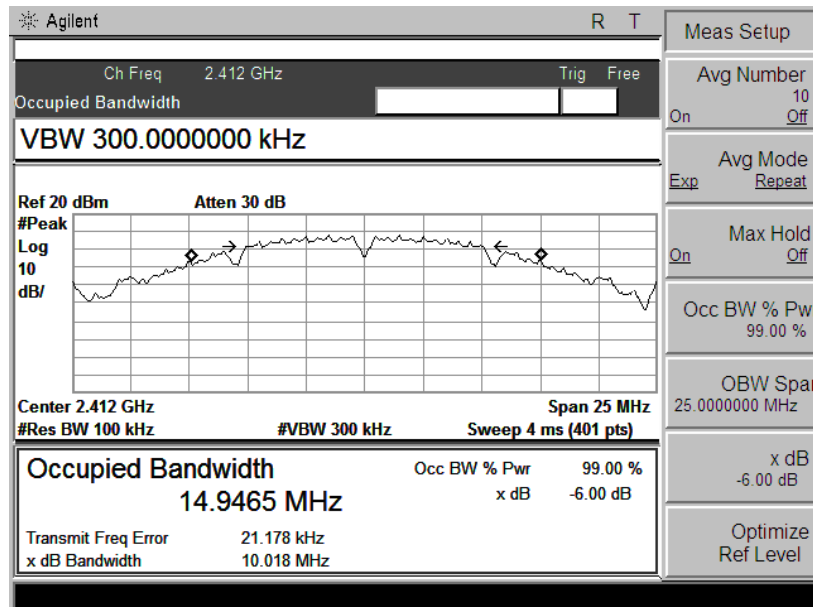 Agilent R T
Ch Freq 2.412 GHz Trig Free
Occupied Bandwidth
VBW 300.0000000 kHz
Ref 20 dBm Atten 30 dB
#Peak
Log
10
dB/
Center 2.412 GHz Span 25 MHz
#Res BW 100 kHz #VBW 300 kHz Sweep 4 ms (401 pts)
Occupied Bandwidth Occ BW % Pwr 99.00 %
14.9465 MHz x dB -6.00 dB
Transmit Freq Error 21.178 kHz
x dB Bandwidth 10.018 MHz
Meas Setup
Avg Number
10
On Off
Avg Mode
Exp Repeat
Max Hold
On Off
Occ BW % Pw
99.00 %
OBW Spa
25.0000000 MHz
x dB
-6.00 dB
Optimize
Ref Level